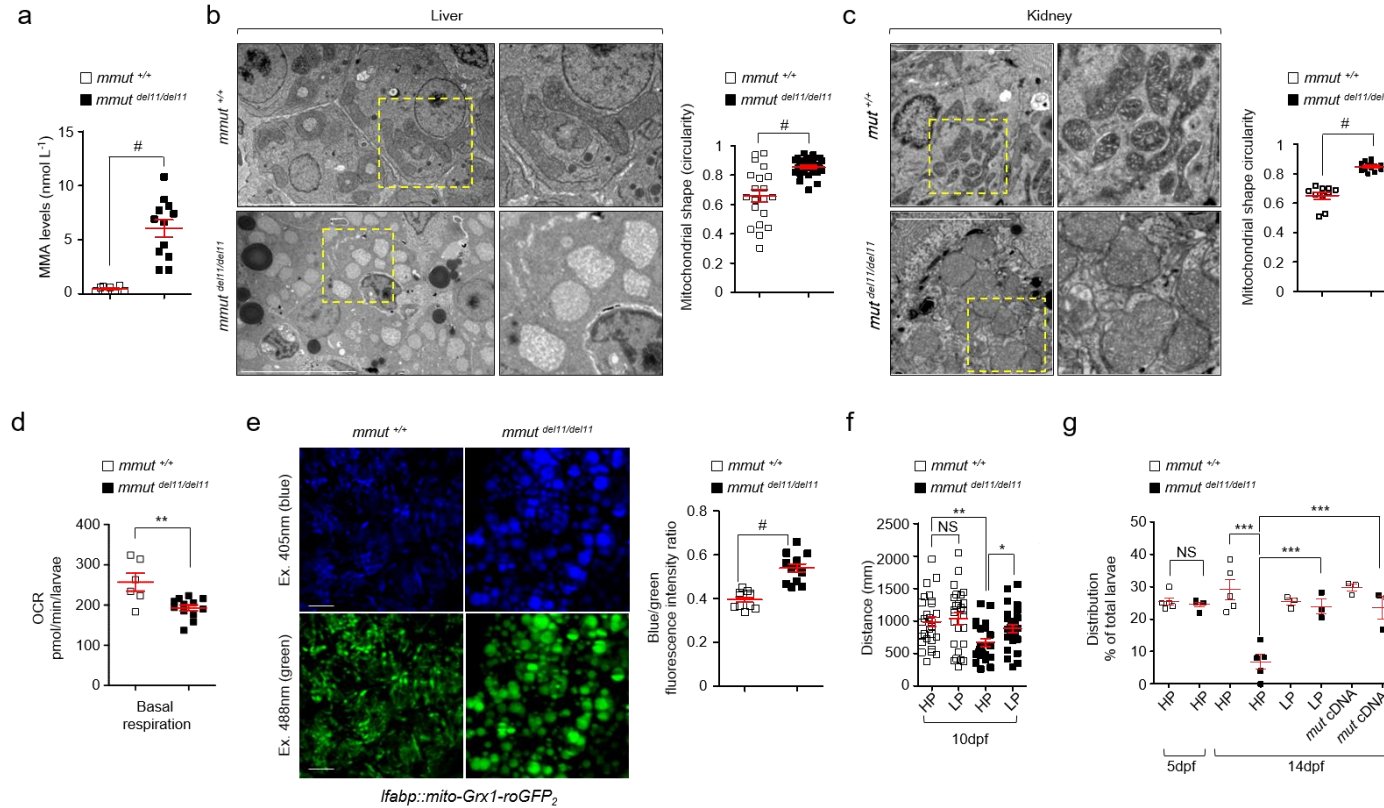 a
mmut +/+
mmut del11/del11
MMA levels (nmol L-1)
15
10
5
0
#
b
Liver
mmut +/+
mmut del11/del11
mmut +/+
mmut del11/del11
Mitochondrial shape (circularity)
1
0.8
0.6
0.4
0.2
0
#
c
Kidney
mut +/+
mut del11/del11
mmut +/+
mmut del11/del11
Mitochondrial shape circularity
1
0.8
0.6
0.4
0.2
0
#
d
mmut +/+
mmut del11/del11
OCR
pmol/min/larvae
400
300
200
100
0
**
Basal
respiration
e
mmut +/+
mmut del11/del11
Ex. 405nm (blue)
Ex. 488nm (green)
lfabp::mito-Grx1-roGFP2
mmut +/+
mmut del11/del11
Blue/green
fluorescence intensity ratio
0.8
0.6
0.4
0.2
0
#
f
mmut +/+
mmut del11/del11
Distance (mm)
2500
2000
1500
1000
500
0
**
NS
*
HP
LP
HP
LP
10dpf
g
mmut +/+
mmut del11/del11
Distribution
% of total larvae
50
40
30
20
10
0
NS
***
***
***
HP
HP
HP
HP
LP
LP
mut cDNA
mut cDNA
5dpf
14dpf